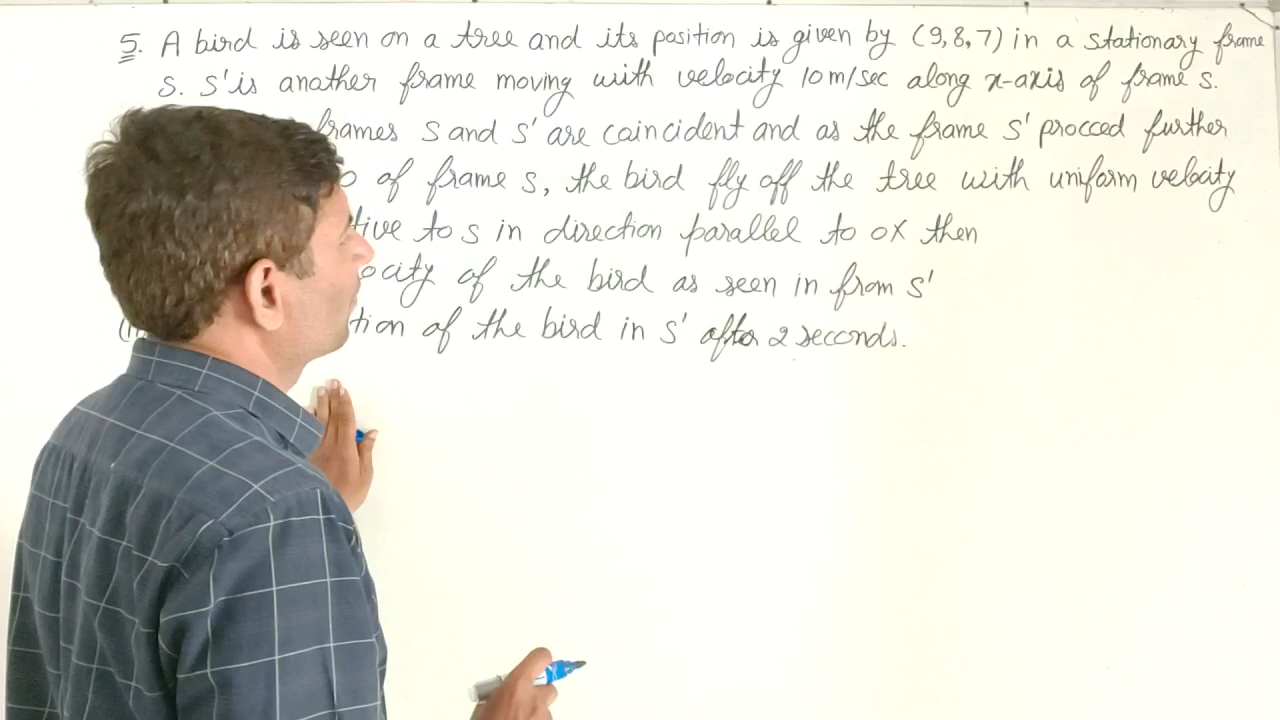 5. A bird is seen on a tree and its position is given by (9,8,7) in a stationary frame
S. S' is another frame moving with velocity 10 m/sec along x-axis of frame S.
frames S and S' are coincident and as the frame S' procced further
of frame S, the bird fly off the tree with uniform velocity
tive to S in direction parallel to OX then
ocity of the bird as seen in from S'
tion of the bird in S' after 2 seconds.